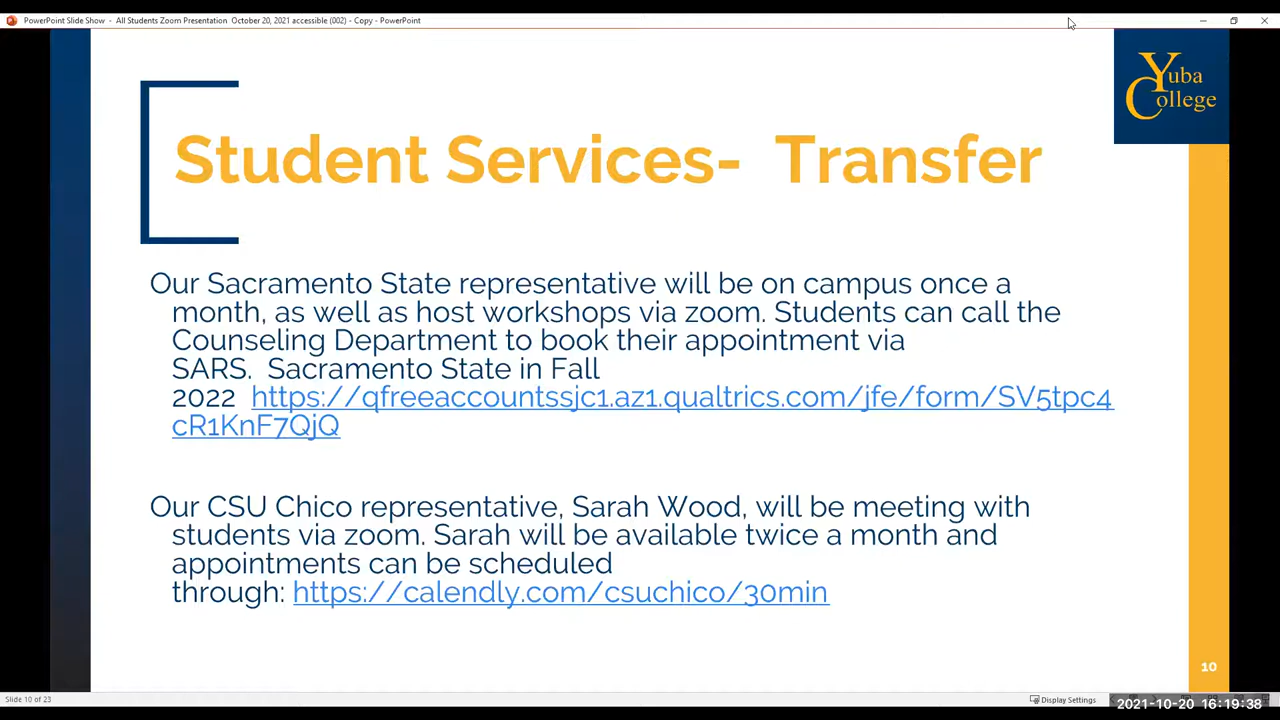 PowerPoint Slide Show - All Students Zoom Presentation October 20, 2021 accessible (002) - Copy - PowerPoint
Yuba
College
Student Services- Transfer
Our Sacramento State representative will be on campus once a
month, as well as host workshops via zoom. Students can call the
Counseling Department to book their appointment via
SARS. Sacramento State in Fall
2022 https://qfreeaccountssjc1.az1.qualtrics.com/jfe/form/SV5tpc4
cR1KnF7QjQ
Our CSU Chico representative, Sarah Wood, will be meeting with
students via zoom. Sarah will be available twice a month and
appointments can be scheduled
through: https://calendly.com/csuchico/30min
10
Slide 10 of 23
Display Settings
2021-10-20 16:19:38